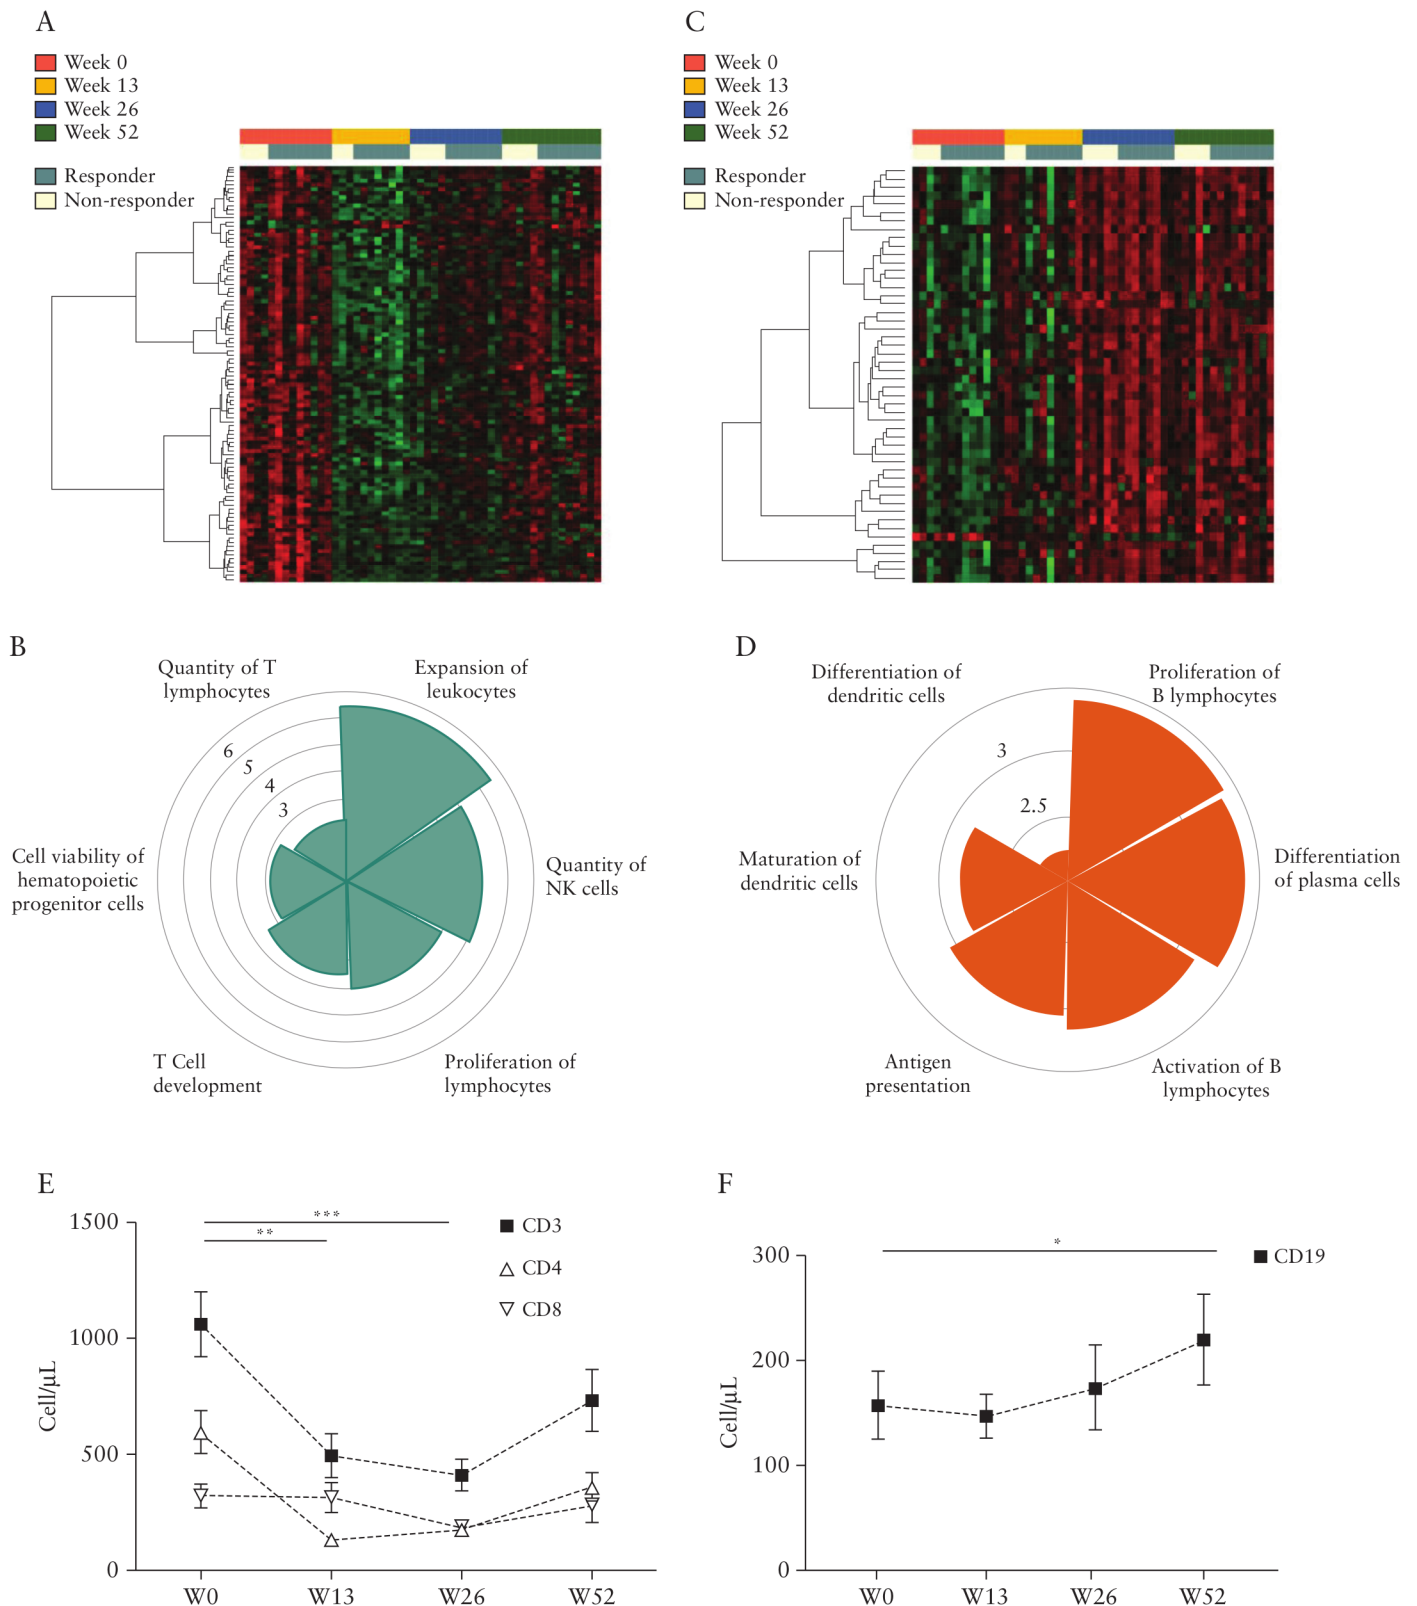 A
Week 0
Week 13
Week 26
Week 52
Responder
Non-responder
C
Week 0
Week 13
Week 26
Week 52
Responder
Non-responder
B
Quantity of T
lymphocytes
Expansion of
leukocytes
6
5
4
3
Cell viability of
hematopoietic
progenitor cells
Quantity of
NK cells
T Cell
development
Proliferation of
lymphocytes
D
Differentiation of
dendritic cells
Proliferation of
B lymphocytes
3
2.5
Maturation of
dendritic cells
Differentiation
of plasma cells
Antigen
presentation
Activation of B
lymphocytes
E
1500
1000
500
0
Cell/µL
***
**
CD3
CD4
CD8
W0
W13
W26
W52
F
300
200
100
0
Cell/µL
*
CD19
W0
W13
W26
W52